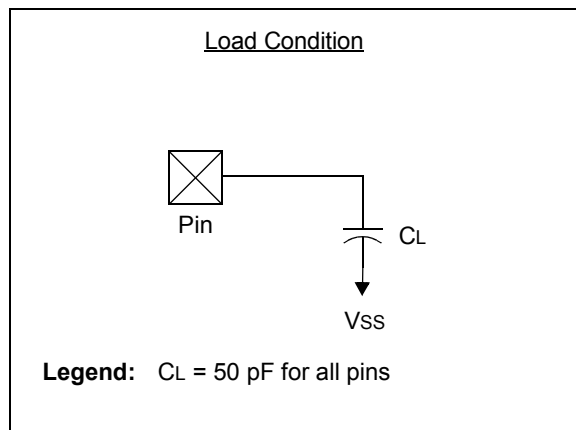 Load Condition
Pin
CL
VSS
Legend: CL = 50 pF for all pins